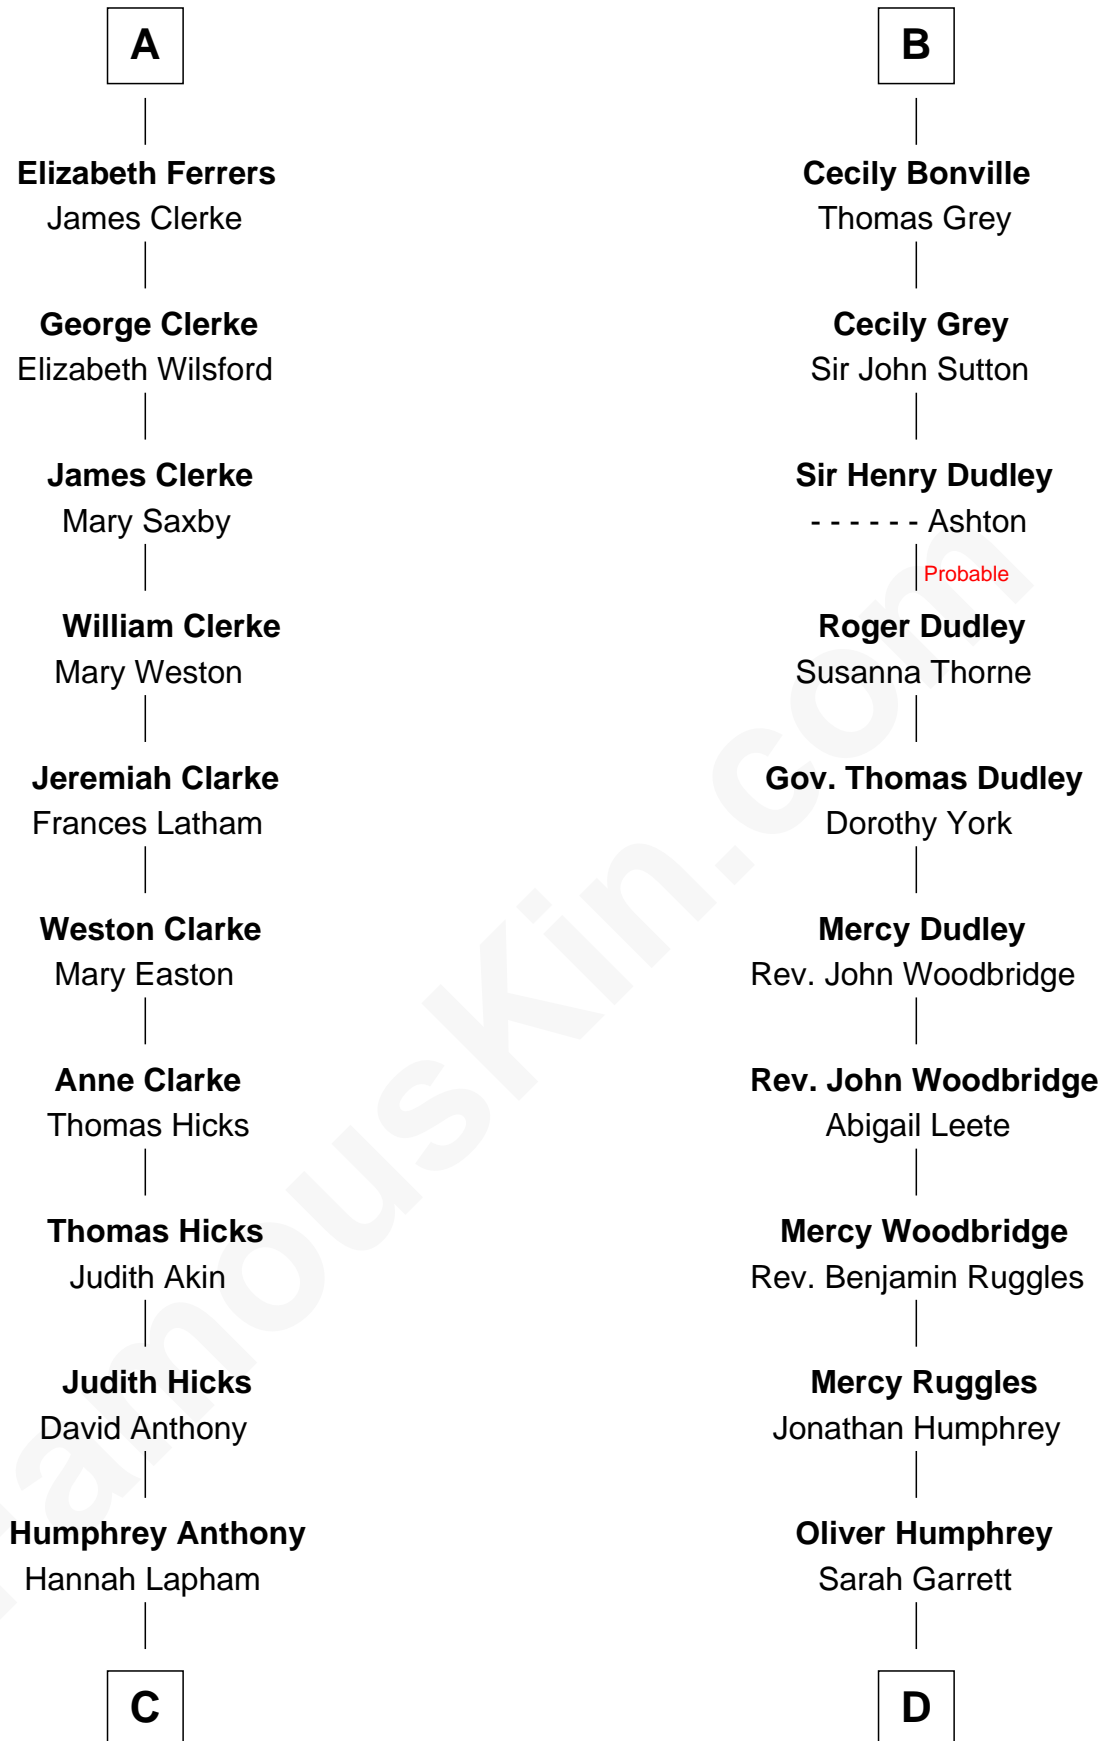 A
Elizabeth Ferrers
James Clerke
George Clerke
Elizabeth Wilsford
James Clerke
Mary Saxby
William Clerke
Mary Weston
Jeremiah Clarke
Frances Latham
Weston Clarke
Mary Easton
Anne Clarke
Thomas Hicks
Thomas Hicks
Judith Akin
Judith Hicks
David Anthony
Humphrey Anthony
Hannah Lapham
C
B
Cecily Bonville
Thomas Grey
Cecily Grey
Sir John Sutton
Sir Henry Dudley
- - - - - - Ashton
Probable
Roger Dudley
Susanna Thorne
Gov. Thomas Dudley
Dorothy York
Mercy Dudley
Rev. John Woodbridge
Rev. John Woodbridge
Abigail Leete
Mercy Woodbridge
Rev. Benjamin Ruggles
Mercy Ruggles
Jonathan Humphrey
Oliver Humphrey
Sarah Garrett
D
FamousKin.com